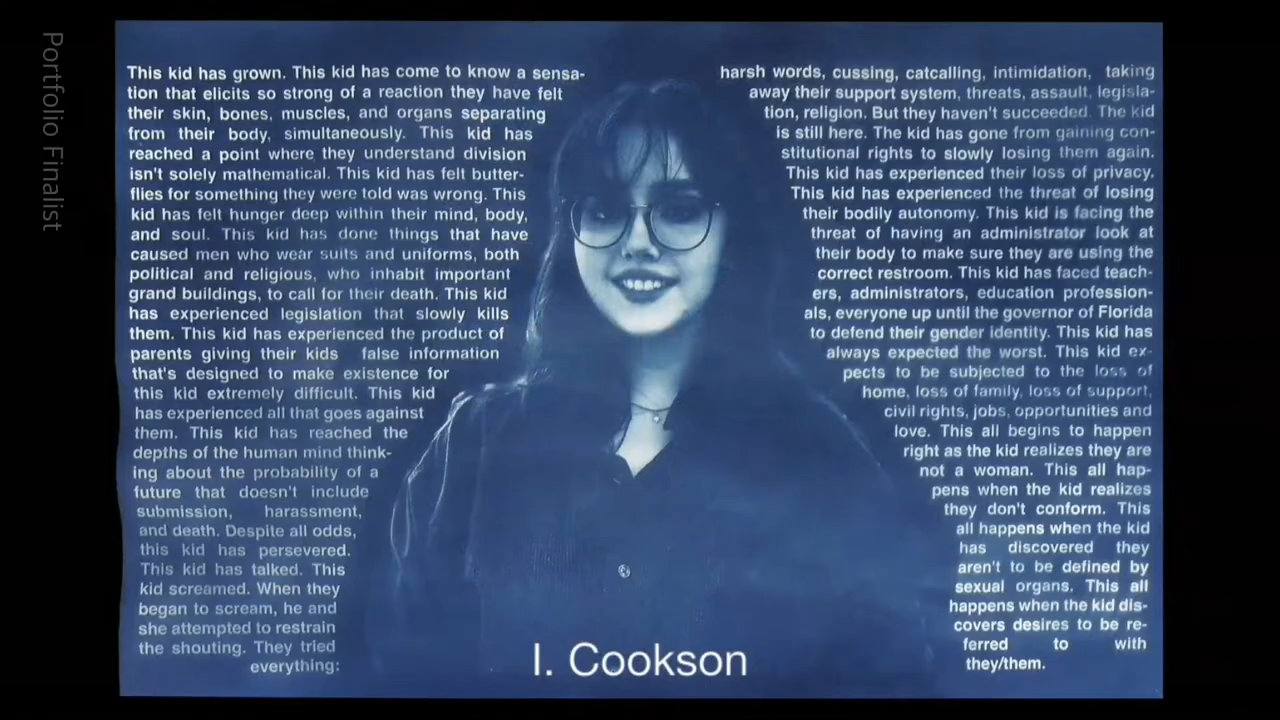 Portfolio Finalist
This kid has grown. This kid has come to know a sensa-
tion that elicits so strong of a reaction they have felt
their skin, bones, muscles, and organs separating
from their body, simultaneously. This kid has
reached a point where they understand division
isn't solely mathematical. This kid has felt butter-
flies for something they were told was wrong. This
kid has felt hunger deep within their mind, body,
and soul. This kid has done things that have
caused men who wear suits and uniforms, both
political and religious, who inhabit important
grand buildings, to call for their death. This kid
has experienced legislation that slowly kills
them. This kid has experienced the product of
parents giving their kids false information
that's designed to make existence for
this kid extremely difficult. This kid
has experienced all that goes against
them. This kid has reached the
depths of the human mind think-
ing about the probability of a
future that doesn't include
submission, harassment,
and death. Despite all odds,
this kid has persevered.
This kid has talked. This
kid screamed. When they
began to scream, he and
she attempted to restrain
the shouting. They tried
everything:
harsh words, cussing, catcalling, intimidation, taking
away their support system, threats, assault, legisla-
tion, religion. But they haven't succeeded. The kid
is still here. The kid has gone from gaining con-
stitutional rights to slowly losing them again.
This kid has experienced their loss of privacy.
This kid has experienced the threat of losing
their bodily autonomy. This kid is facing the
threat of having an administrator look at
their body to make sure they are using the
correct restroom. This kid has faced teach-
ers, administrators, education profession-
als, everyone up until the governor of Florida
to defend their gender identity. This kid has
always expected the worst. This kid ex-
pects to be subjected to the loss of
home, loss of family, loss of support,
civil rights, jobs, opportunities and
love. This all begins to happen
right as the kid realizes they are
not a woman. This all hap-
pens when the kid realizes
they don't conform. This
all happens when the kid
has discovered they
aren't to be defined by
sexual organs. This all
happens when the kid dis-
covers desires to be re-
ferred to with
they/them.
I. Cookson